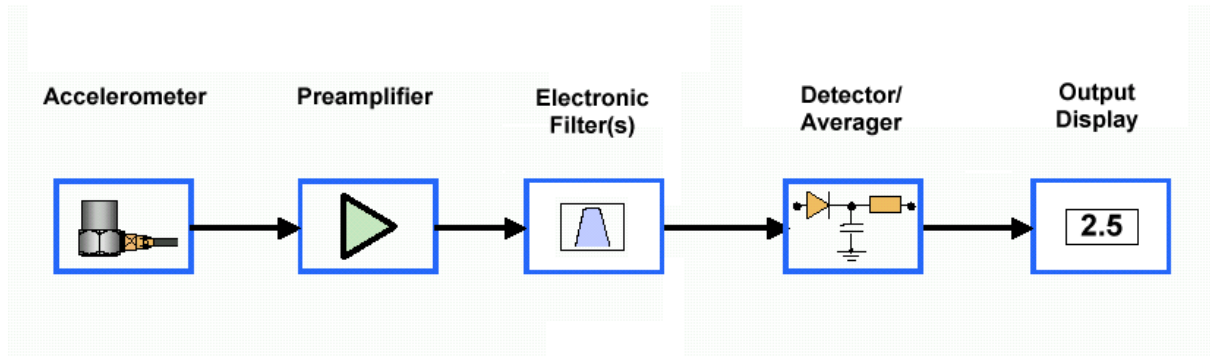 Accelerometer
Preamplifier
Electronic
Filter(s)
Detector/
Averager
Output
Display
2.5